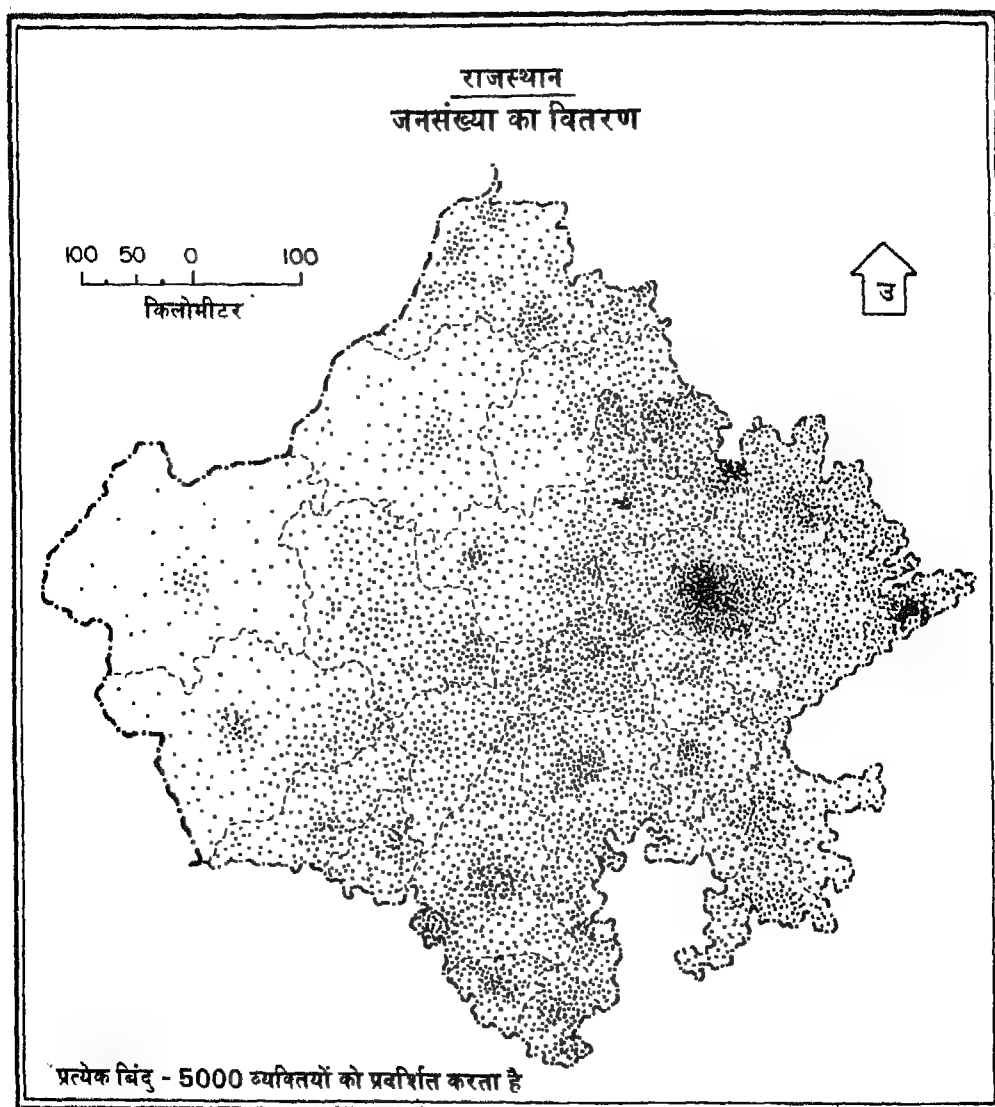 राजस्थान
जनसंख्या का वितरण
100 50 0 100
किलोमीटर
उ
प्रत्येक बिंदु - 5000 व्यक्तियों को प्रदर्शित करता है